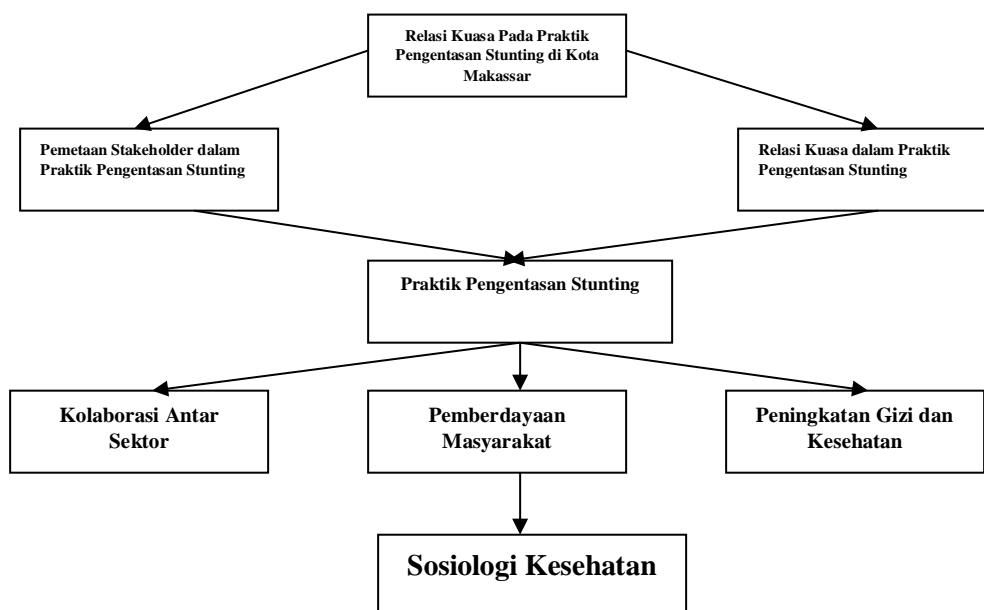 Relasi Kuasa Pada Praktik
Pengentasan Stunting di Kota
Makassar
Pemetaan Stakeholder dalam
Praktik Pengentasan Stunting
Relasi Kuasa dalam Praktik
Pengentasan Stunting
Praktik Pengentasan Stunting
Kolaborasi Antar
Sektor
Pemberdayaan
Masyarakat
Peningkatan Gizi dan
Kesehatan
Sosiologi Kesehatan